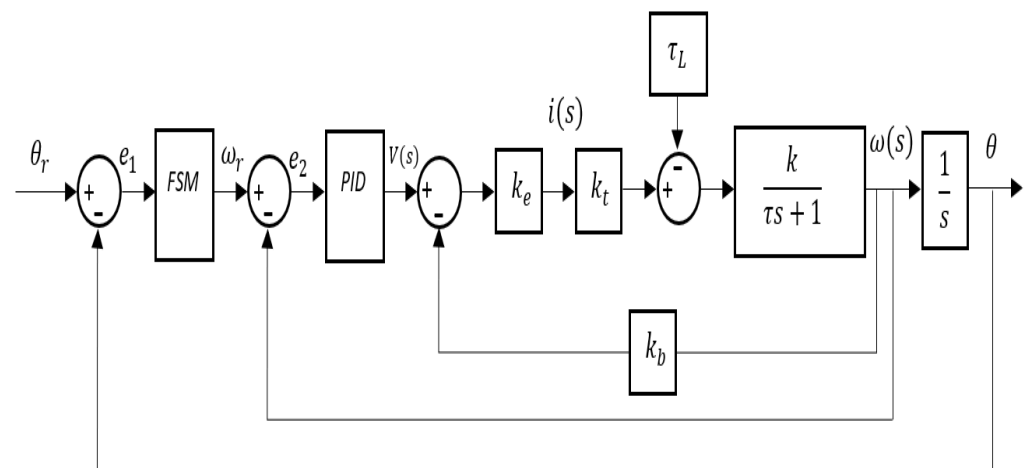 τ_L
i(s)
θ_r
+
-
e_1
FSM
ω_r
+
-
e_2
PID
V(s)
+
-
k_e
k_t
+
-
k
τs + 1
ω(s)
1
s
θ
k_b